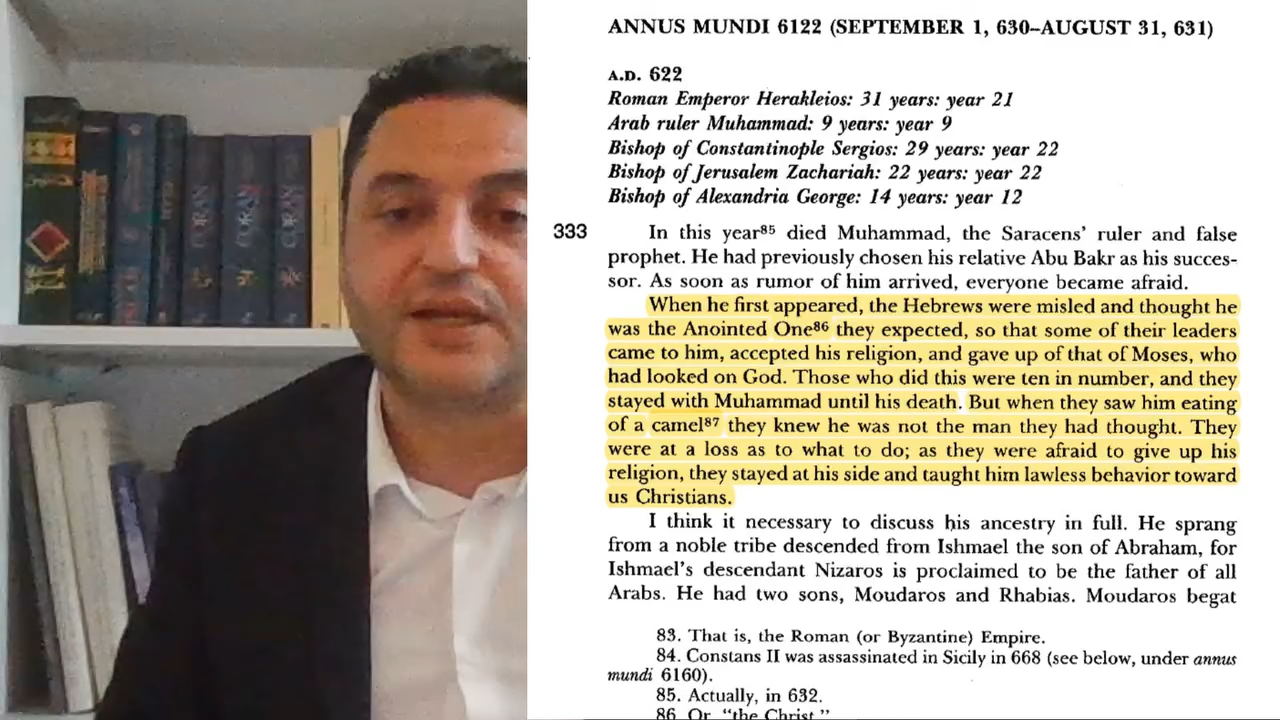 ANNUS MUNDI 6122 (SEPTEMBER 1, 630–AUGUST 31, 631)
A.D. 622
Roman Emperor Herakleios: 31 years: year 21
Arab ruler Muhammad: 9 years: year 9
Bishop of Constantinople Sergios: 29 years: year 22
Bishop of Jerusalem Zachariah: 22 years: year 22
Bishop of Alexandria George: 14 years: year 12
333
In this year⁸⁵ died Muhammad, the Saracens' ruler and false
prophet. He had previously chosen his relative Abu Bakr as his succes-
sor. As soon as rumor of him arrived, everyone became afraid.
When he first appeared, the Hebrews were misled and thought he
was the Anointed One⁸⁶ they expected, so that some of their leaders
came to him, accepted his religion, and gave up of that of Moses, who
had looked on God. Those who did this were ten in number, and they
stayed with Muhammad until his death. But when they saw him eating
of a camel⁸⁷ they knew he was not the man they had thought. They
were at a loss as to what to do; as they were afraid to give up his
religion, they stayed at his side and taught him lawless behavior toward
us Christians.
I think it necessary to discuss his ancestry in full. He sprang
from a noble tribe descended from Ishmael the son of Abraham, for
Ishmael's descendant Nizaros is proclaimed to be the father of all
Arabs. He had two sons, Moudaros and Rhabias. Moudaros begat
83. That is, the Roman (or Byzantine) Empire.
84. Constans II was assassinated in Sicily in 668 (see below, under annus
mundi 6160).
85. Actually, in 632.
86. Or, "the Christ."
CORAN
CORAN
CORAN